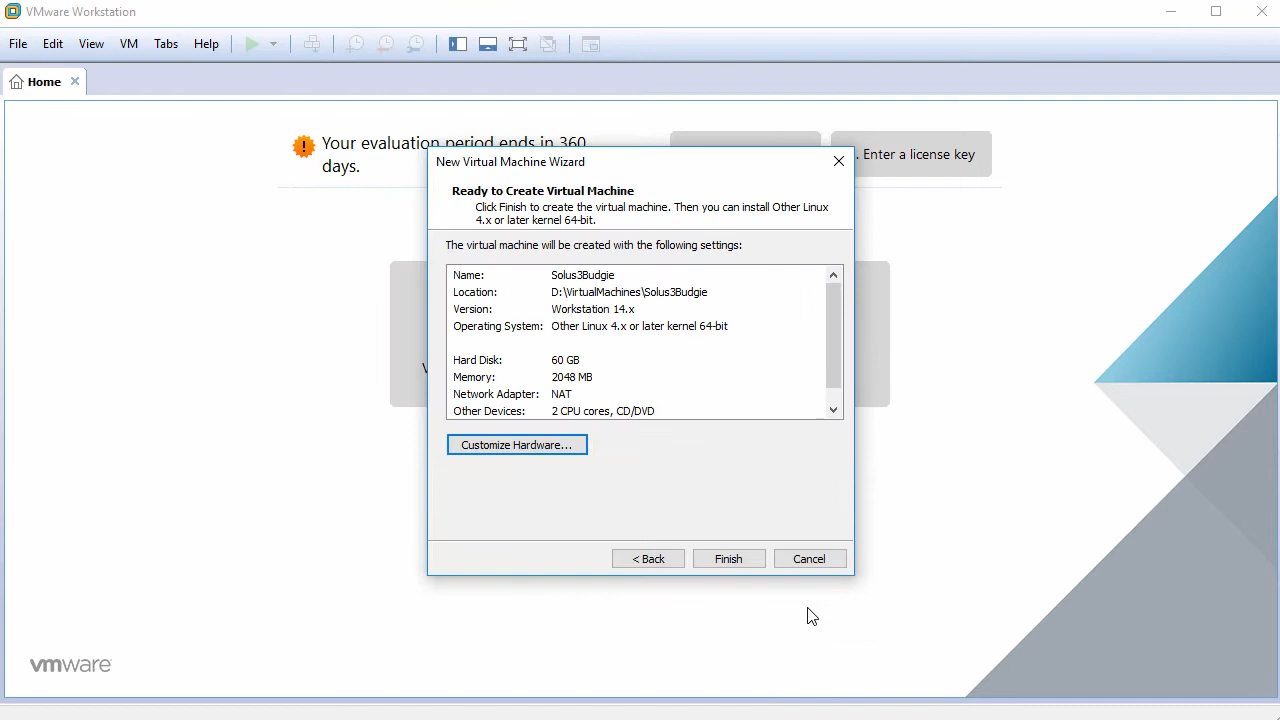 VMware Workstation
File Edit View VM Tabs Help
Home
Your evaluation period ends in 360
days.
. Enter a license key
New Virtual Machine Wizard
Ready to Create Virtual Machine
Click Finish to create the virtual machine. Then you can install Other Linux
4.x or later kernel 64-bit.
The virtual machine will be created with the following settings:
Name: Solus3Budgie
Location: D:\VirtualMachines\Solus3Budgie
Version: Workstation 14.x
Operating System: Other Linux 4.x or later kernel 64-bit
Hard Disk: 60 GB
Memory: 2048 MB
Network Adapter: NAT
Other Devices: 2 CPU cores, CD/DVD
Customize Hardware...
< Back Finish Cancel
vmware